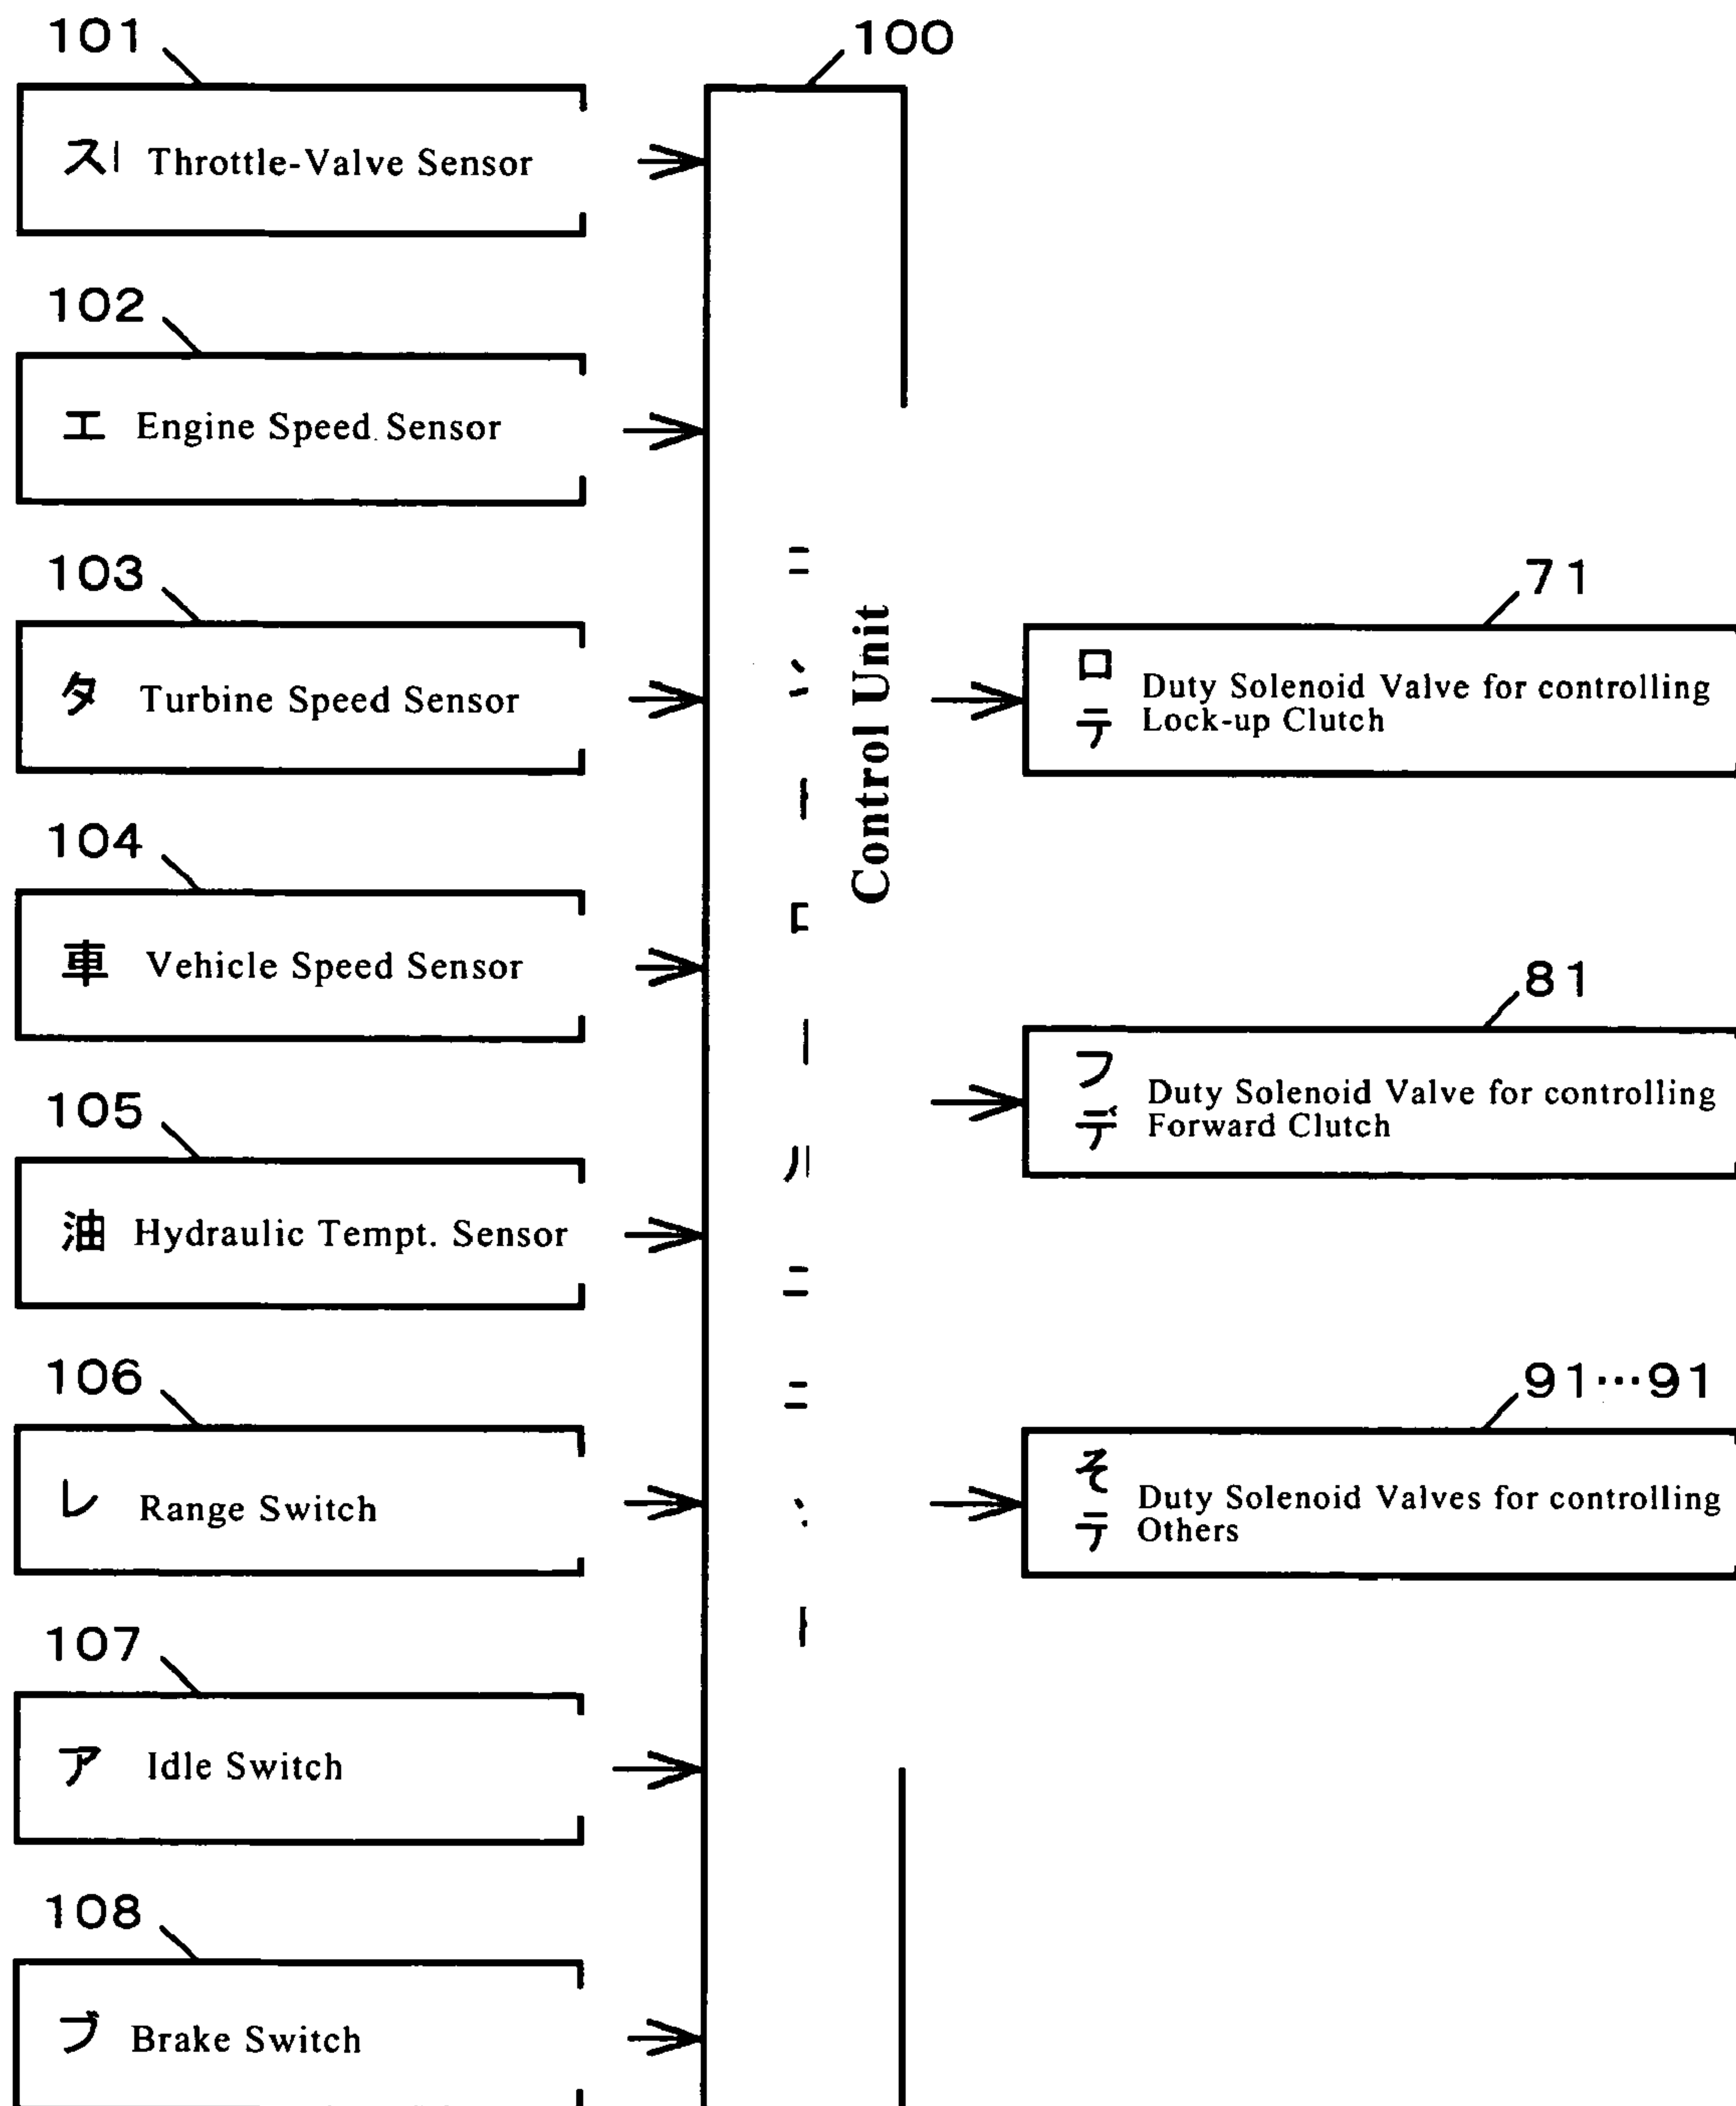 101
100
ス Throttle-Valve Sensor
102
エ Engine Speed Sensor
103
タ Turbine Speed Sensor
104
車 Vehicle Speed Sensor
105
油 Hydraulic Tempt. Sensor
106
レ Range Switch
107
ア Idle Switch
108
ブ Brake Switch
Control Unit
71
ロ Duty Solenoid Valve for controlling
テ Lock-up Clutch
81
フ Duty Solenoid Valve for controlling
デ Forward Clutch
91…91
そ Duty Solenoid Valves for controlling
テ Others